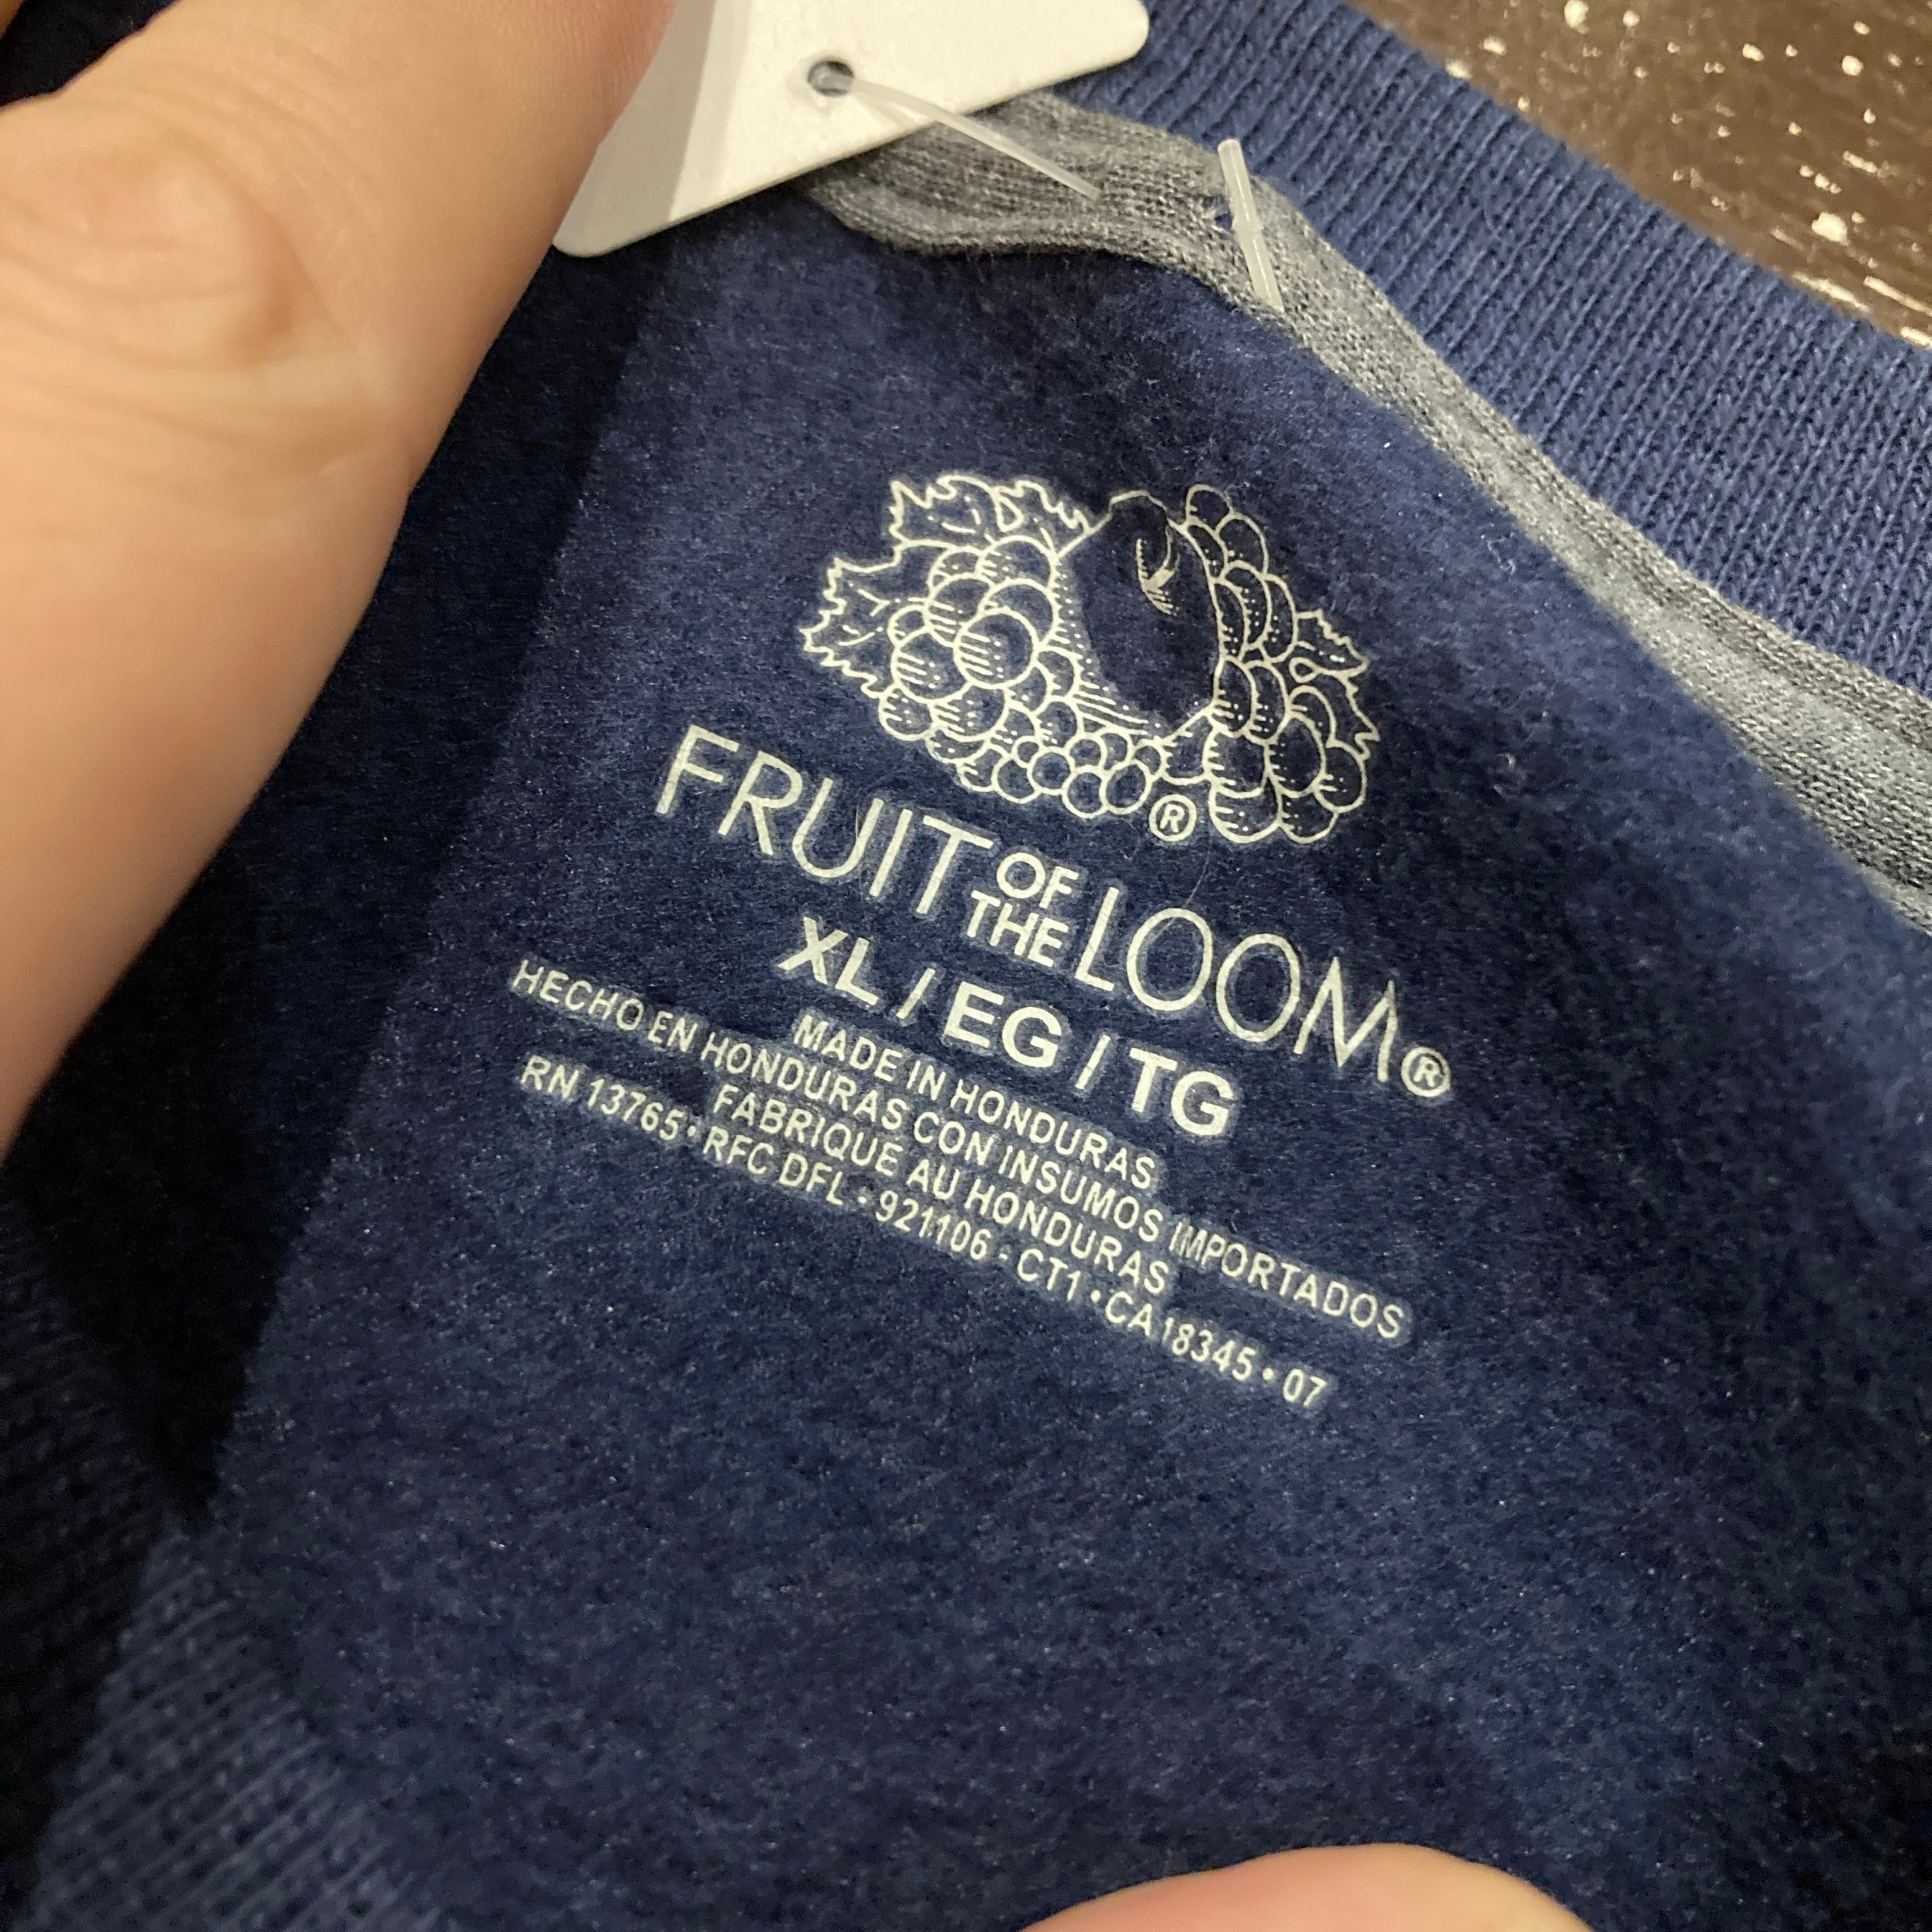 ®
FRUIT OF THE LOOM®
XL / EG / TG
MADE IN HONDURAS
HECHO EN HONDURAS CON INSUMOS IMPORTADOS
FABRIQUE AU HONDURAS
RN 13765 • RFC DFL • 921106 - CT1 • CA 18345 • 07